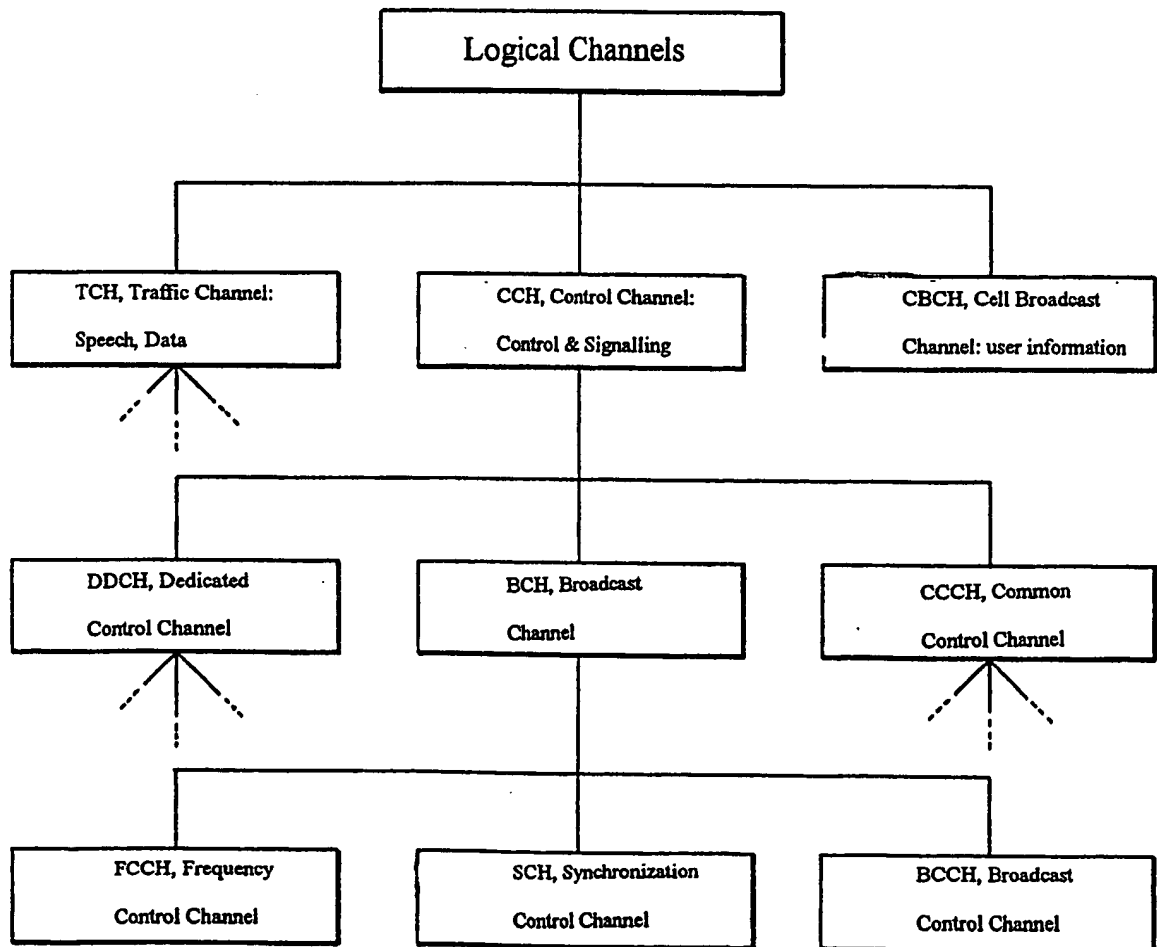 Logical Channels
TCH, Traffic Channel:
Speech, Data
CCH, Control Channel:
Control & Signalling
CBCH, Cell Broadcast
Channel: user information
DDCH, Dedicated
Control Channel
BCH, Broadcast
Channel
CCCH, Common
Control Channel
FCCH, Frequency
Control Channel
SCH, Synchronization
Control Channel
BCCH, Broadcast
Control Channel